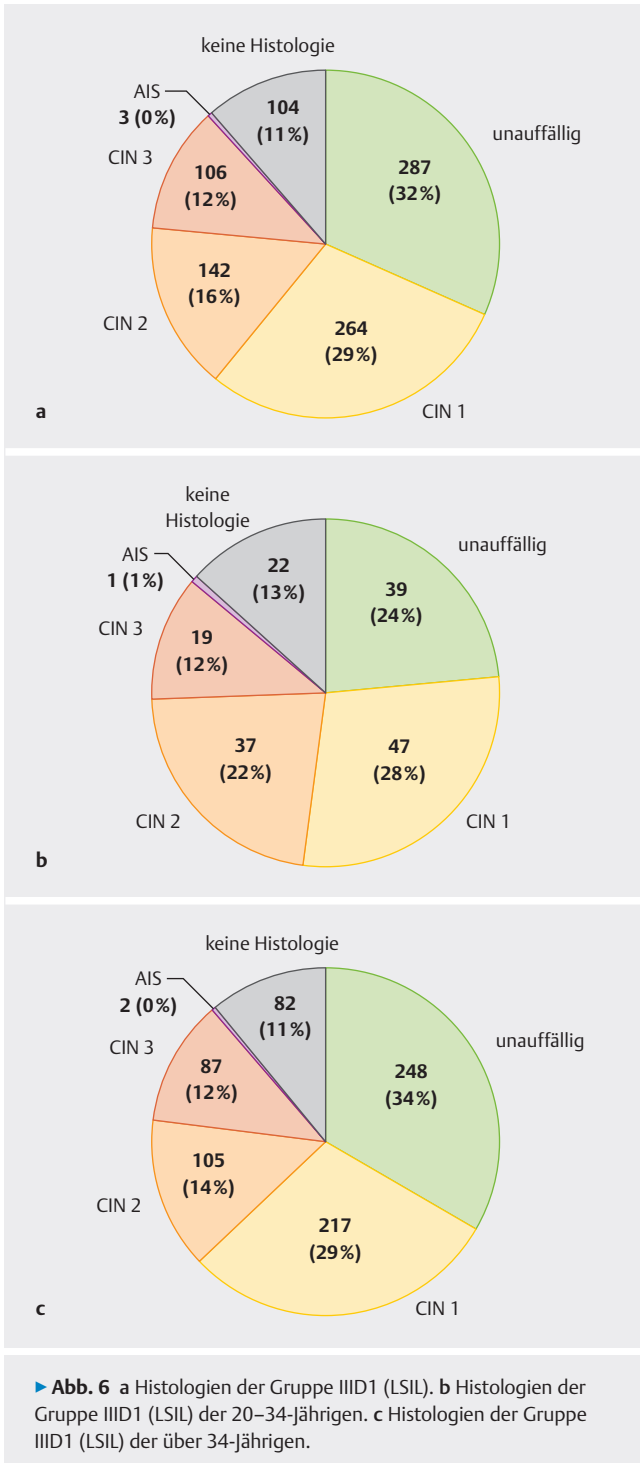 keine Histologie
AIS
3 (0%)
104
(11%)
unauffällig
287
(32%)
CIN 3
106
(12%)
142
(16%)
CIN 2
264
(29%)
CIN 1
a
keine
Histologie
AIS
1 (1%)
22
(13%)
unauffällig
39
(24%)
CIN 3
19
(12%)
37
(22%)
47
(28%)
CIN 2
CIN 1
b
keine Histologie
AIS
2 (0%)
82
(11%)
unauffällig
248
(34%)
CIN 3
87
(12%)
105
(14%)
CIN 2
217
(29%)
CIN 1
c
▶ Abb. 6 a Histologien der Gruppe IIID1 (LSIL). b Histologien der
Gruppe IIID1 (LSIL) der 20–34-Jährigen. c Histologien der Gruppe
IIID1 (LSIL) der über 34-Jährigen.